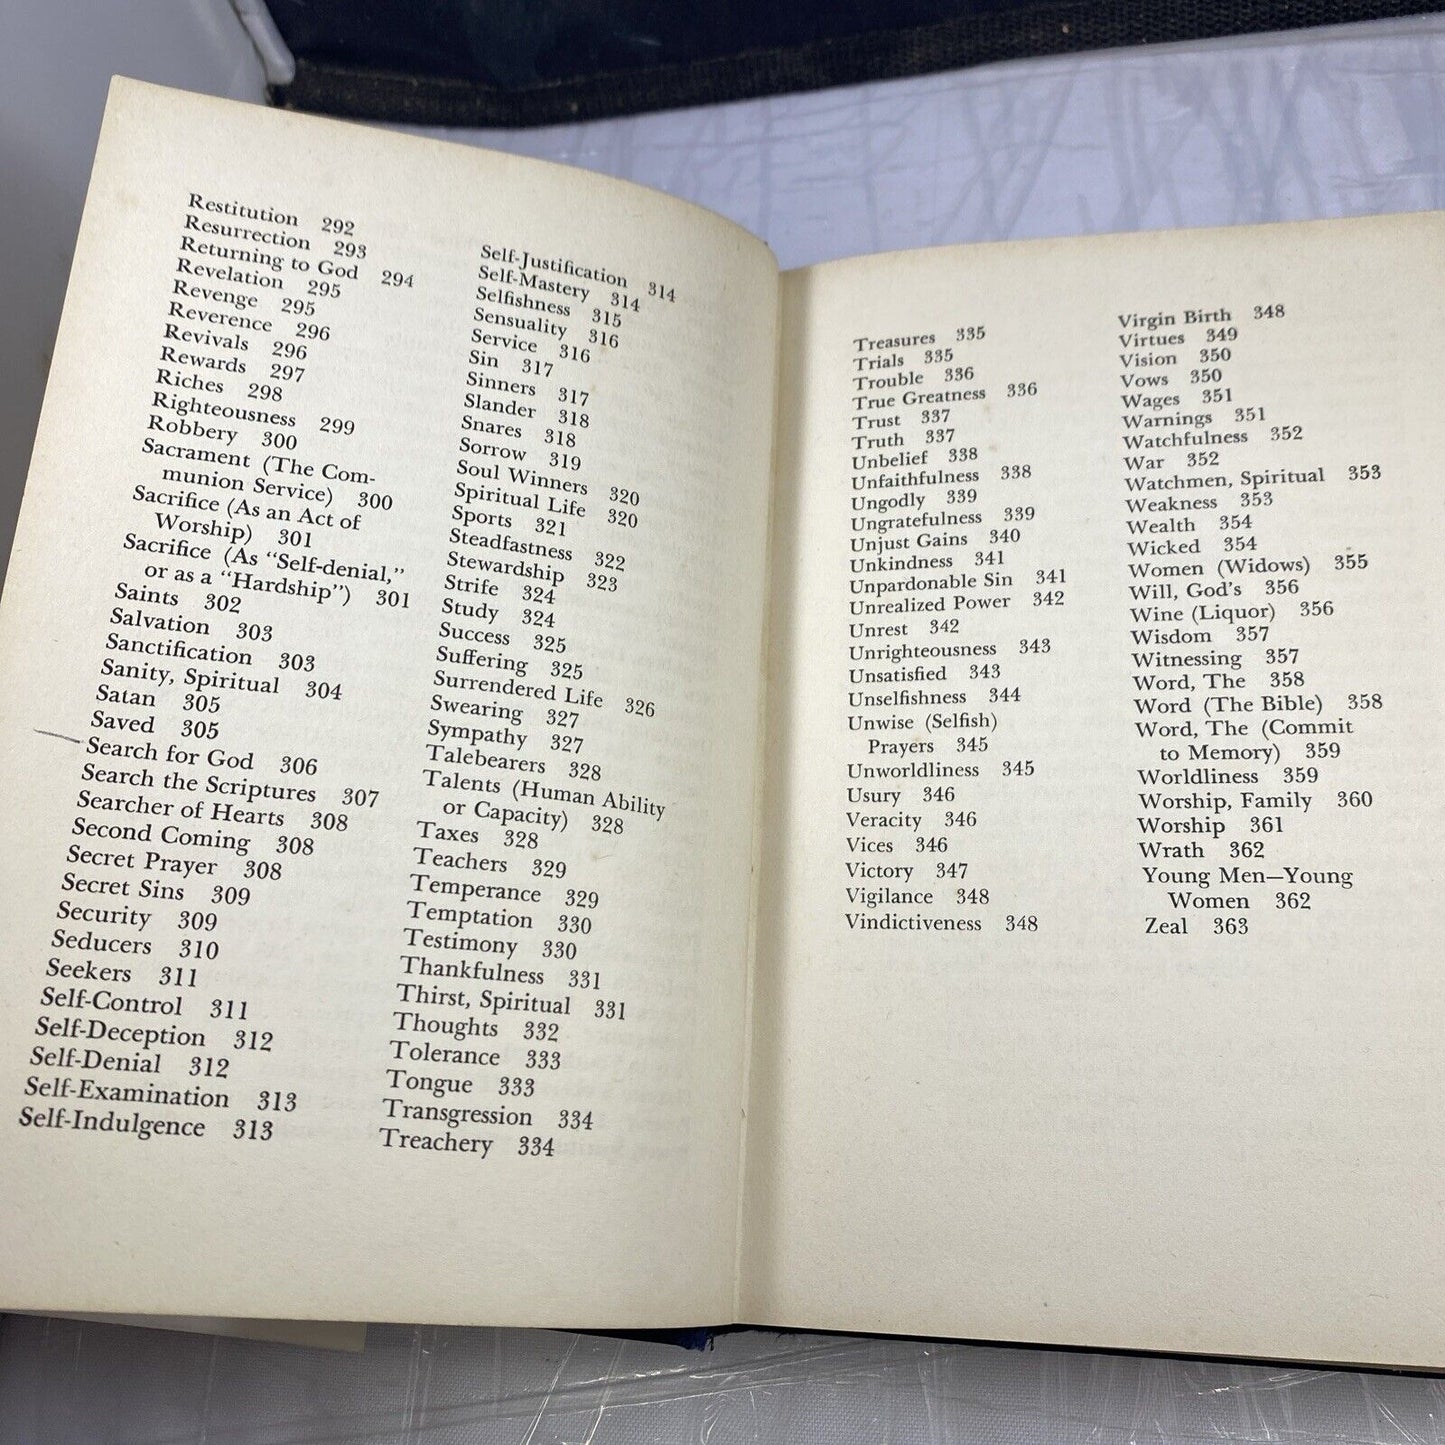 Restitution 292
Resurrection 293
Returning to God 294
Revelation 295
Revenge 295
Reverence 296
Revivals 296
Rewards 297
Riches 298
Righteousness 299
Robbery 300
Sacrament (The Com-
munion Service) 300
Sacrifice (As an Act of
Worship) 301
Sacrifice (As "Self-denial,"
or as a "Hardship") 301
Saints 302
Salvation 303
Sanctification 303
Sanity, Spiritual 304
Satan 305
Saved 305
Search for God 306
Search the Scriptures 307
Searcher of Hearts 308
Second Coming 308
Secret Prayer 308
Secret Sins 309
Security 309
Seducers 310
Seekers 311
Self-Control 311
Self-Deception 312
Self-Denial 312
Self-Examination 313
Self-Indulgence 313
Self-Justification 314
Self-Mastery 314
Selfishness 315
Sensuality 316
Service 316
Sin 317
Sinners 317
Slander 318
Snares 318
Sorrow 319
Soul Winners 320
Spiritual Life 320
Sports 321
Steadfastness 322
Stewardship 323
Strife 324
Study 324
Success 325
Suffering 325
Surrendered Life 326
Swearing 327
Sympathy 327
Talebearers 328
Talents (Human Ability
or Capacity) 328
Taxes 328
Teachers 329
Temperance 329
Temptation 330
Testimony 330
Thankfulness 331
Thirst, Spiritual 331
Thoughts 332
Tolerance 333
Tongue 333
Transgression 334
Treachery 334
Treasures 335
Trials 335
Trouble 336
True Greatness 336
Trust 337
Truth 337
Unbelief 338
Unfaithfulness 338
Ungodly 339
Ungratefulness 339
Unjust Gains 340
Unkindness 341
Unpardonable Sin 341
Unrealized Power 342
Unrest 342
Unrighteousness 343
Unsatisfied 343
Unselfishness 344
Unwise (Selfish)
Prayers 345
Unworldliness 345
Usury 346
Veracity 346
Vices 346
Victory 347
Vigilance 348
Vindictiveness 348
Virgin Birth 348
Virtues 349
Vision 350
Vows 350
Wages 351
Warnings 351
Watchfulness 352
War 352
Watchmen, Spiritual 353
Weakness 353
Wealth 354
Wicked 354
Women (Widows) 355
Will, God's 356
Wine (Liquor) 356
Wisdom 357
Witnessing 357
Word, The 358
Word (The Bible) 358
Word, The (Commit
to Memory) 359
Worldliness 359
Worship, Family 360
Worship 361
Wrath 362
Young Men—Young
Women 362
Zeal 363